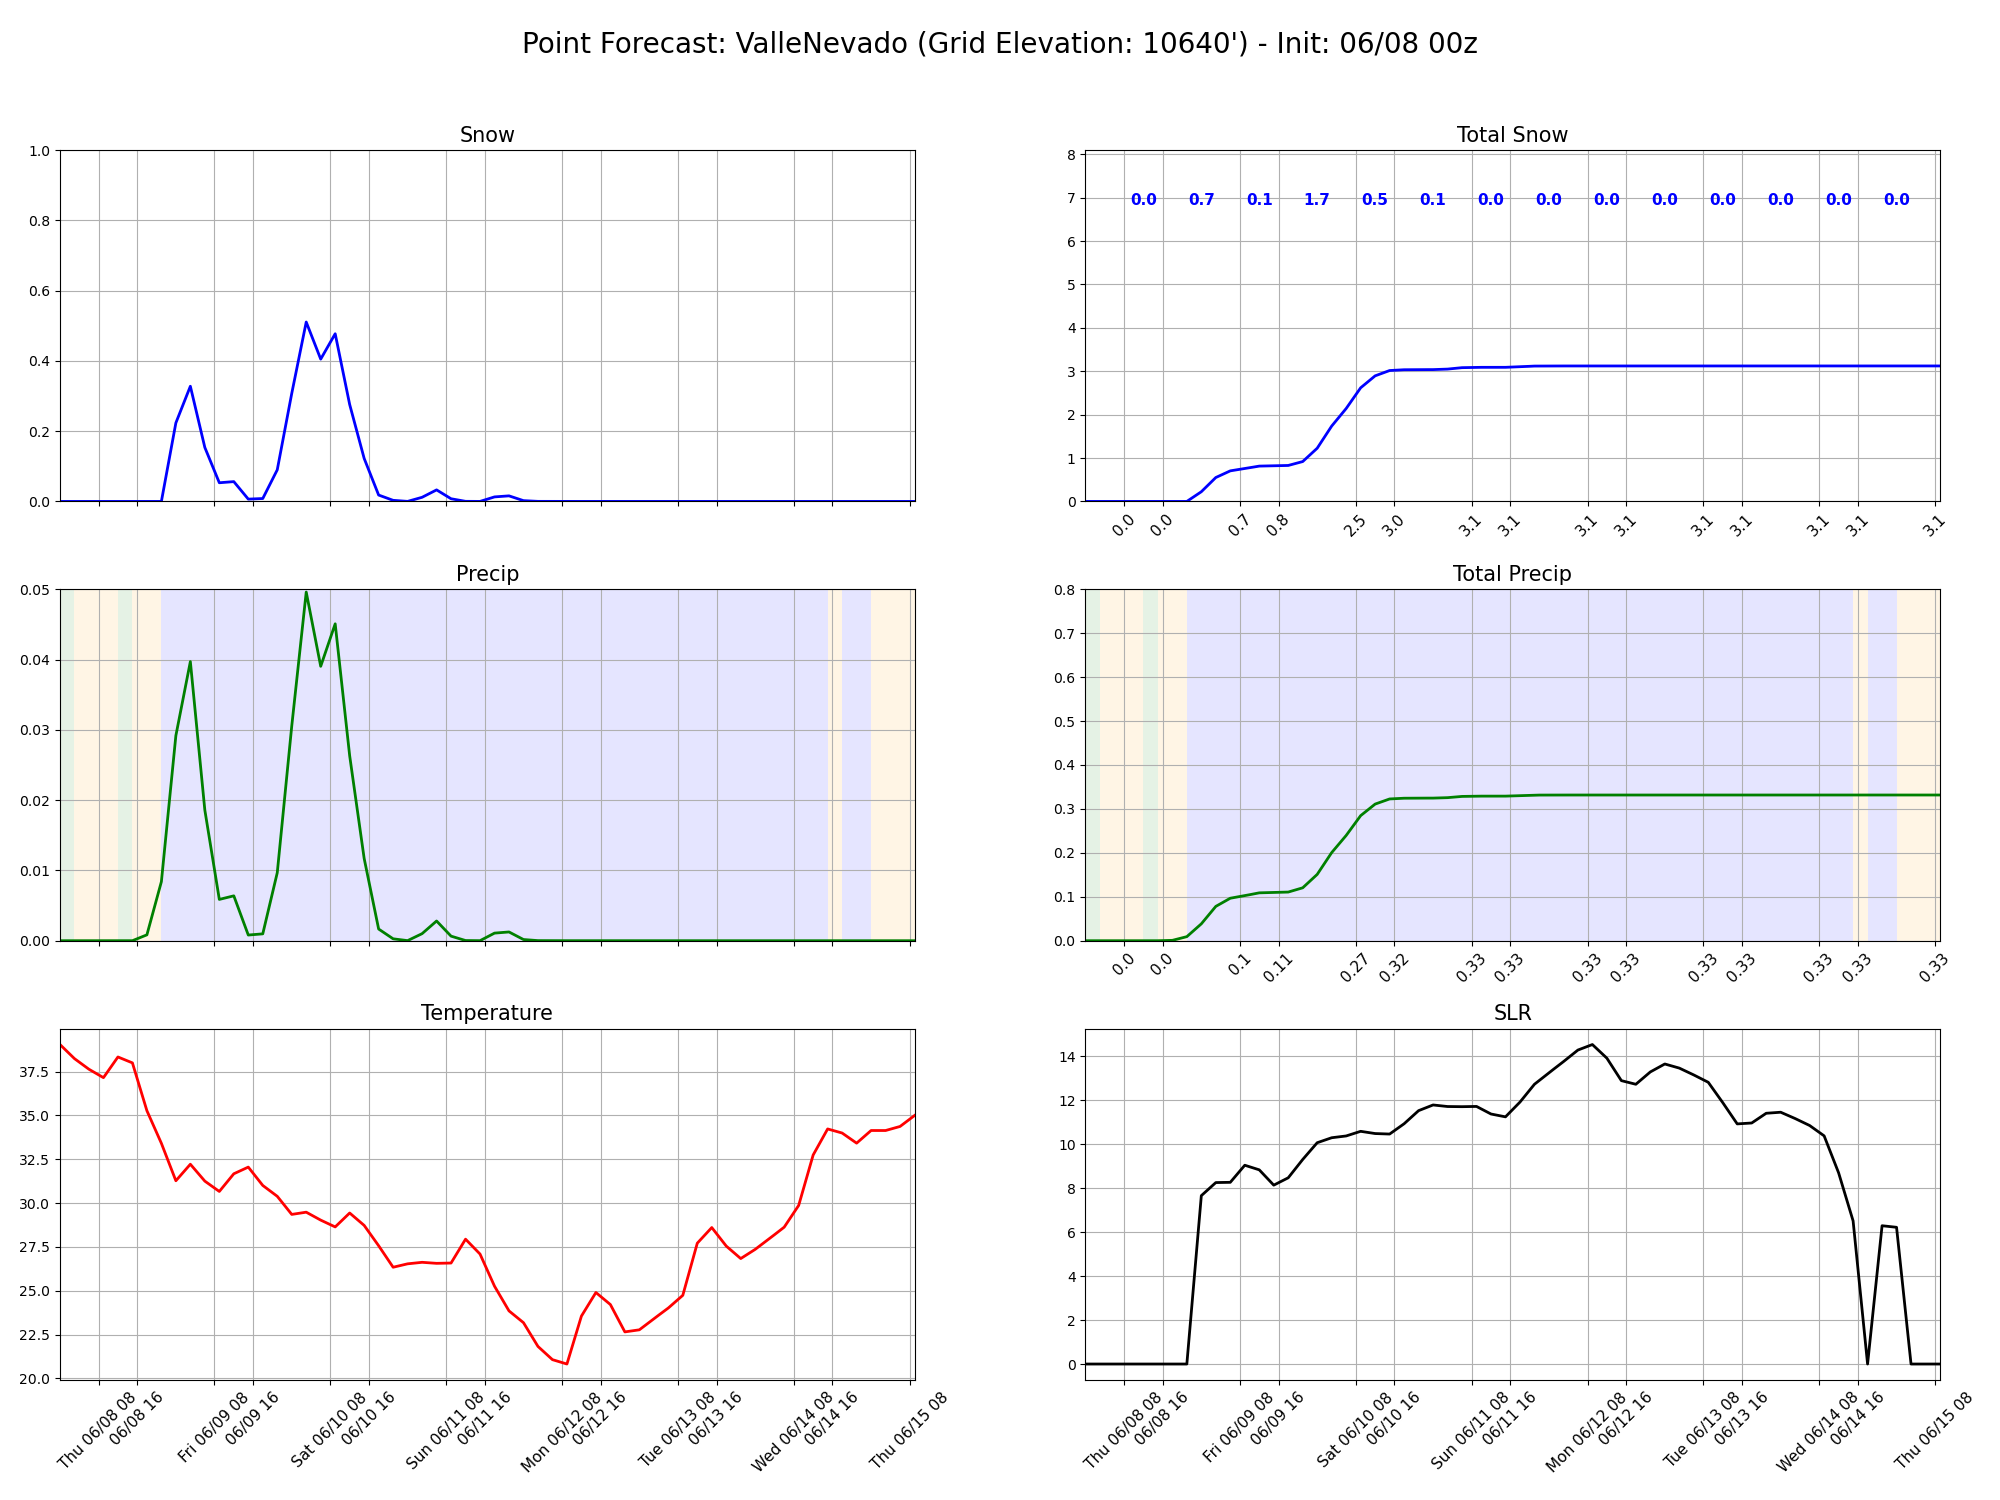 Point Forecast: ValleNevado (Grid Elevation: 10640') - Init: 06/08 00z
Snow
1.0
0.8
0.6
0.4
0.2
0.0
Total Snow
8
7
6
5
4
3
2
1
0
0.0 0.7 0.1 1.7 0.5 0.1 0.0 0.0 0.0 0.0 0.0 0.0 0.0 0.0
0.0 0.0 0.7 0.8 2.5 3.0 3.1 3.1 3.1 3.1 3.1 3.1 3.1 3.1 3.1
Precip
0.05
0.04
0.03
0.02
0.01
0.00
Total Precip
0.8
0.7
0.6
0.5
0.4
0.3
0.2
0.1
0.0
0.0 0.0 0.1 0.11 0.27 0.32 0.33 0.33 0.33 0.33 0.33 0.33 0.33 0.33 0.33
Temperature
37.5
35.0
32.5
30.0
27.5
25.0
22.5
20.0
Thu 06/08 08
06/08 16
Fri 06/09 08
06/09 16
Sat 06/10 08
06/10 16
Sun 06/11 08
06/11 16
Mon 06/12 08
06/12 16
Tue 06/13 08
06/13 16
Wed 06/14 08
06/14 16
Thu 06/15 08
SLR
14
12
10
8
6
4
2
0
Thu 06/08 08
06/08 16
Fri 06/09 08
06/09 16
Sat 06/10 08
06/10 16
Sun 06/11 08
06/11 16
Mon 06/12 08
06/12 16
Tue 06/13 08
06/13 16
Wed 06/14 08
06/14 16
Thu 06/15 08